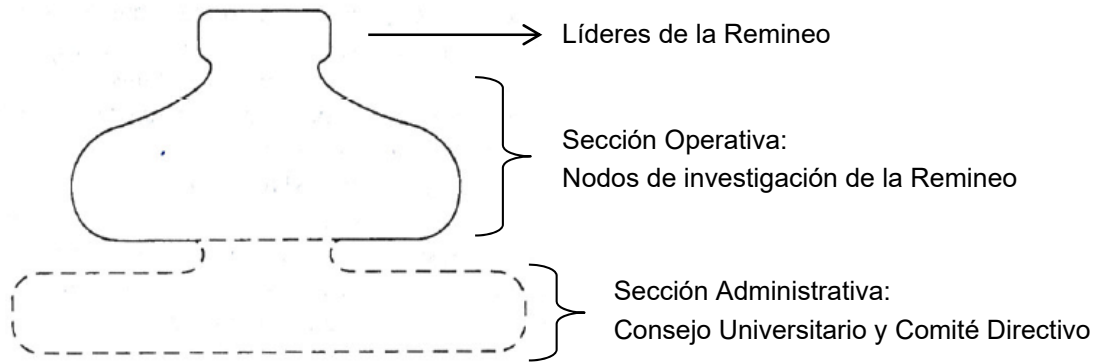 Líderes de la Remineo
Sección Operativa:
Nodos de investigación de la Remineo
Sección Administrativa:
Consejo Universitario y Comité Directivo